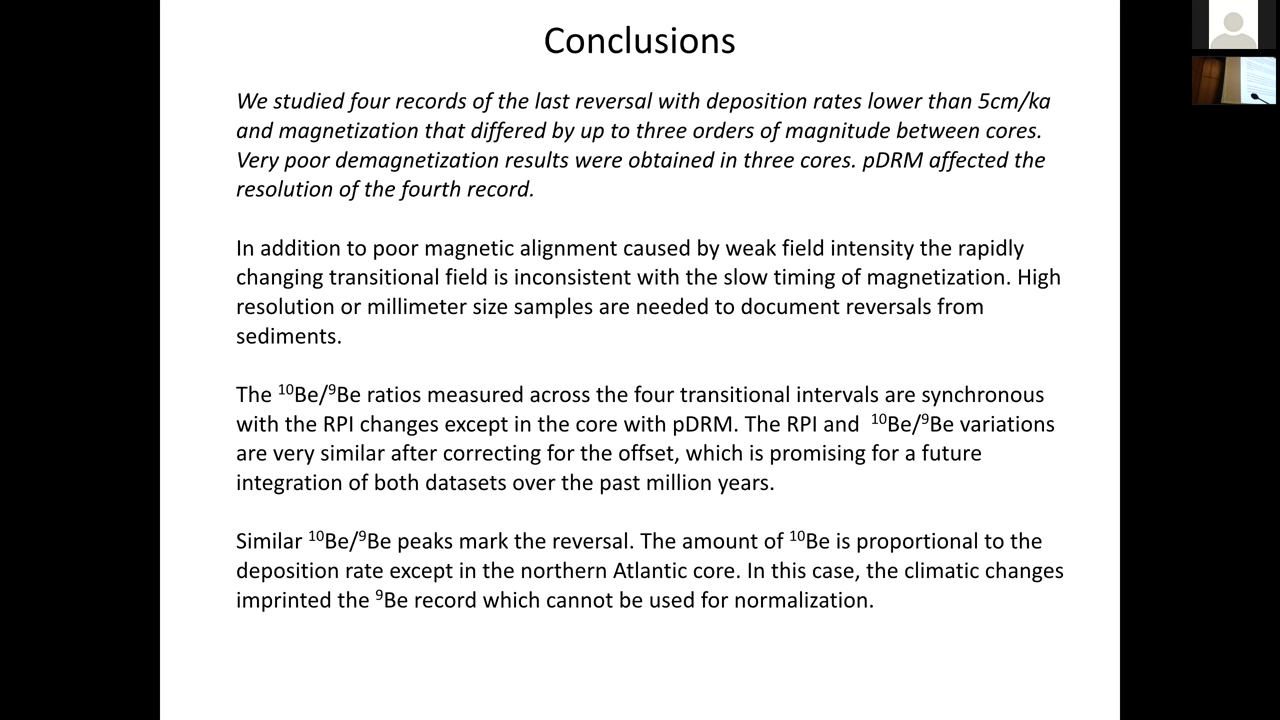 Conclusions
We studied four records of the last reversal with deposition rates lower than 5cm/ka
and magnetization that differed by up to three orders of magnitude between cores.
Very poor demagnetization results were obtained in three cores. pDRM affected the
resolution of the fourth record.
In addition to poor magnetic alignment caused by weak field intensity the rapidly
changing transitional field is inconsistent with the slow timing of magnetization. High
resolution or millimeter size samples are needed to document reversals from
sediments.
The ¹⁰Be/⁹Be ratios measured across the four transitional intervals are synchronous
with the RPI changes except in the core with pDRM. The RPI and ¹⁰Be/⁹Be variations
are very similar after correcting for the offset, which is promising for a future
integration of both datasets over the past million years.
Similar ¹⁰Be/⁹Be peaks mark the reversal. The amount of ¹⁰Be is proportional to the
deposition rate except in the northern Atlantic core. In this case, the climatic changes
imprinted the ⁹Be record which cannot be used for normalization.